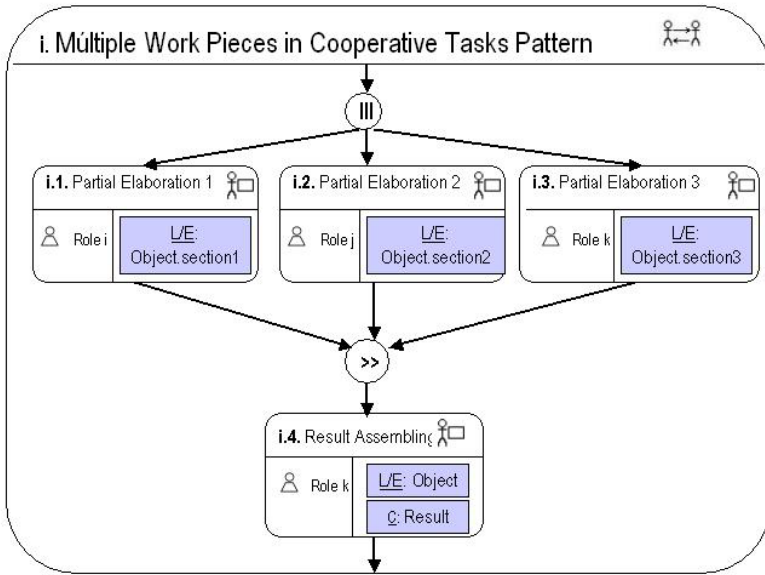 i. Múltiple Work Pieces in Cooperative Tasks Pattern
|||
i.1. Partial Elaboration 1
Role i
L/E:
Object.section1
i.2. Partial Elaboration 2
Role j
L/E:
Object.section2
i.3. Partial Elaboration 3
Role k
L/E:
Object.section3
>>
i.4. Result Assembling
Role k
L/E: Object
C: Result